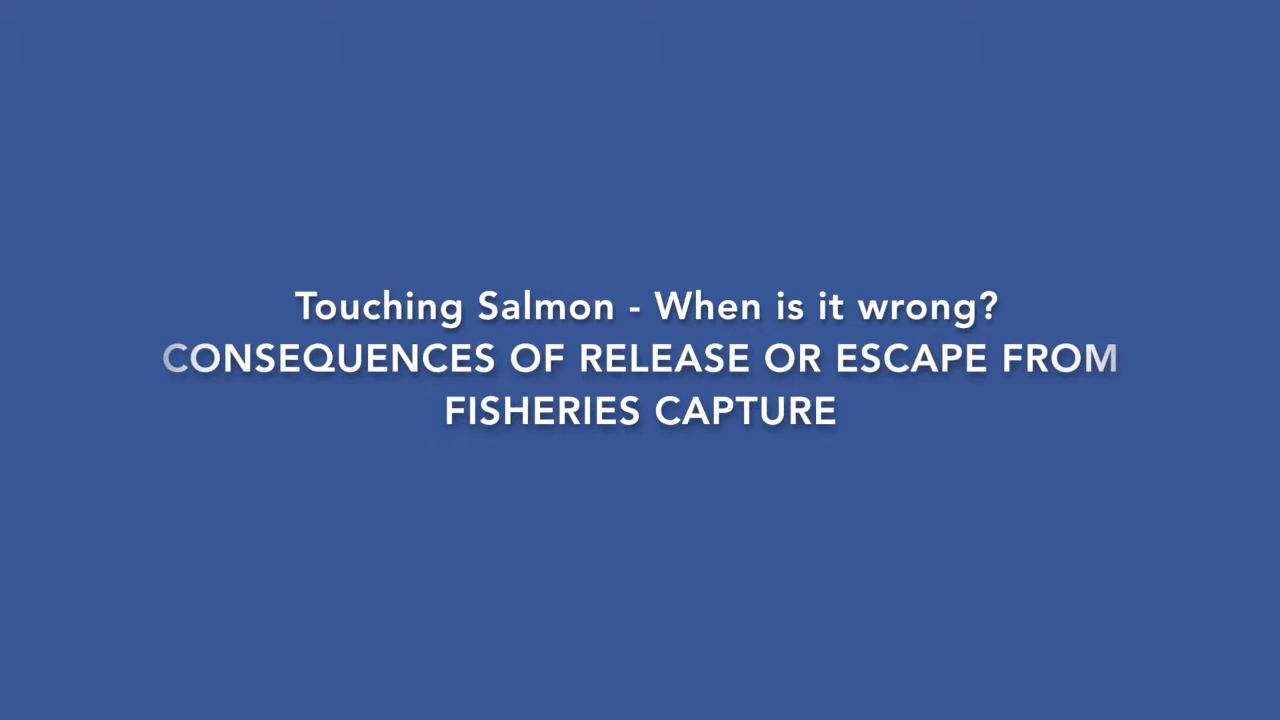 Touching Salmon - When is it wrong?
CONSEQUENCES OF RELEASE OR ESCAPE FROM
FISHERIES CAPTURE